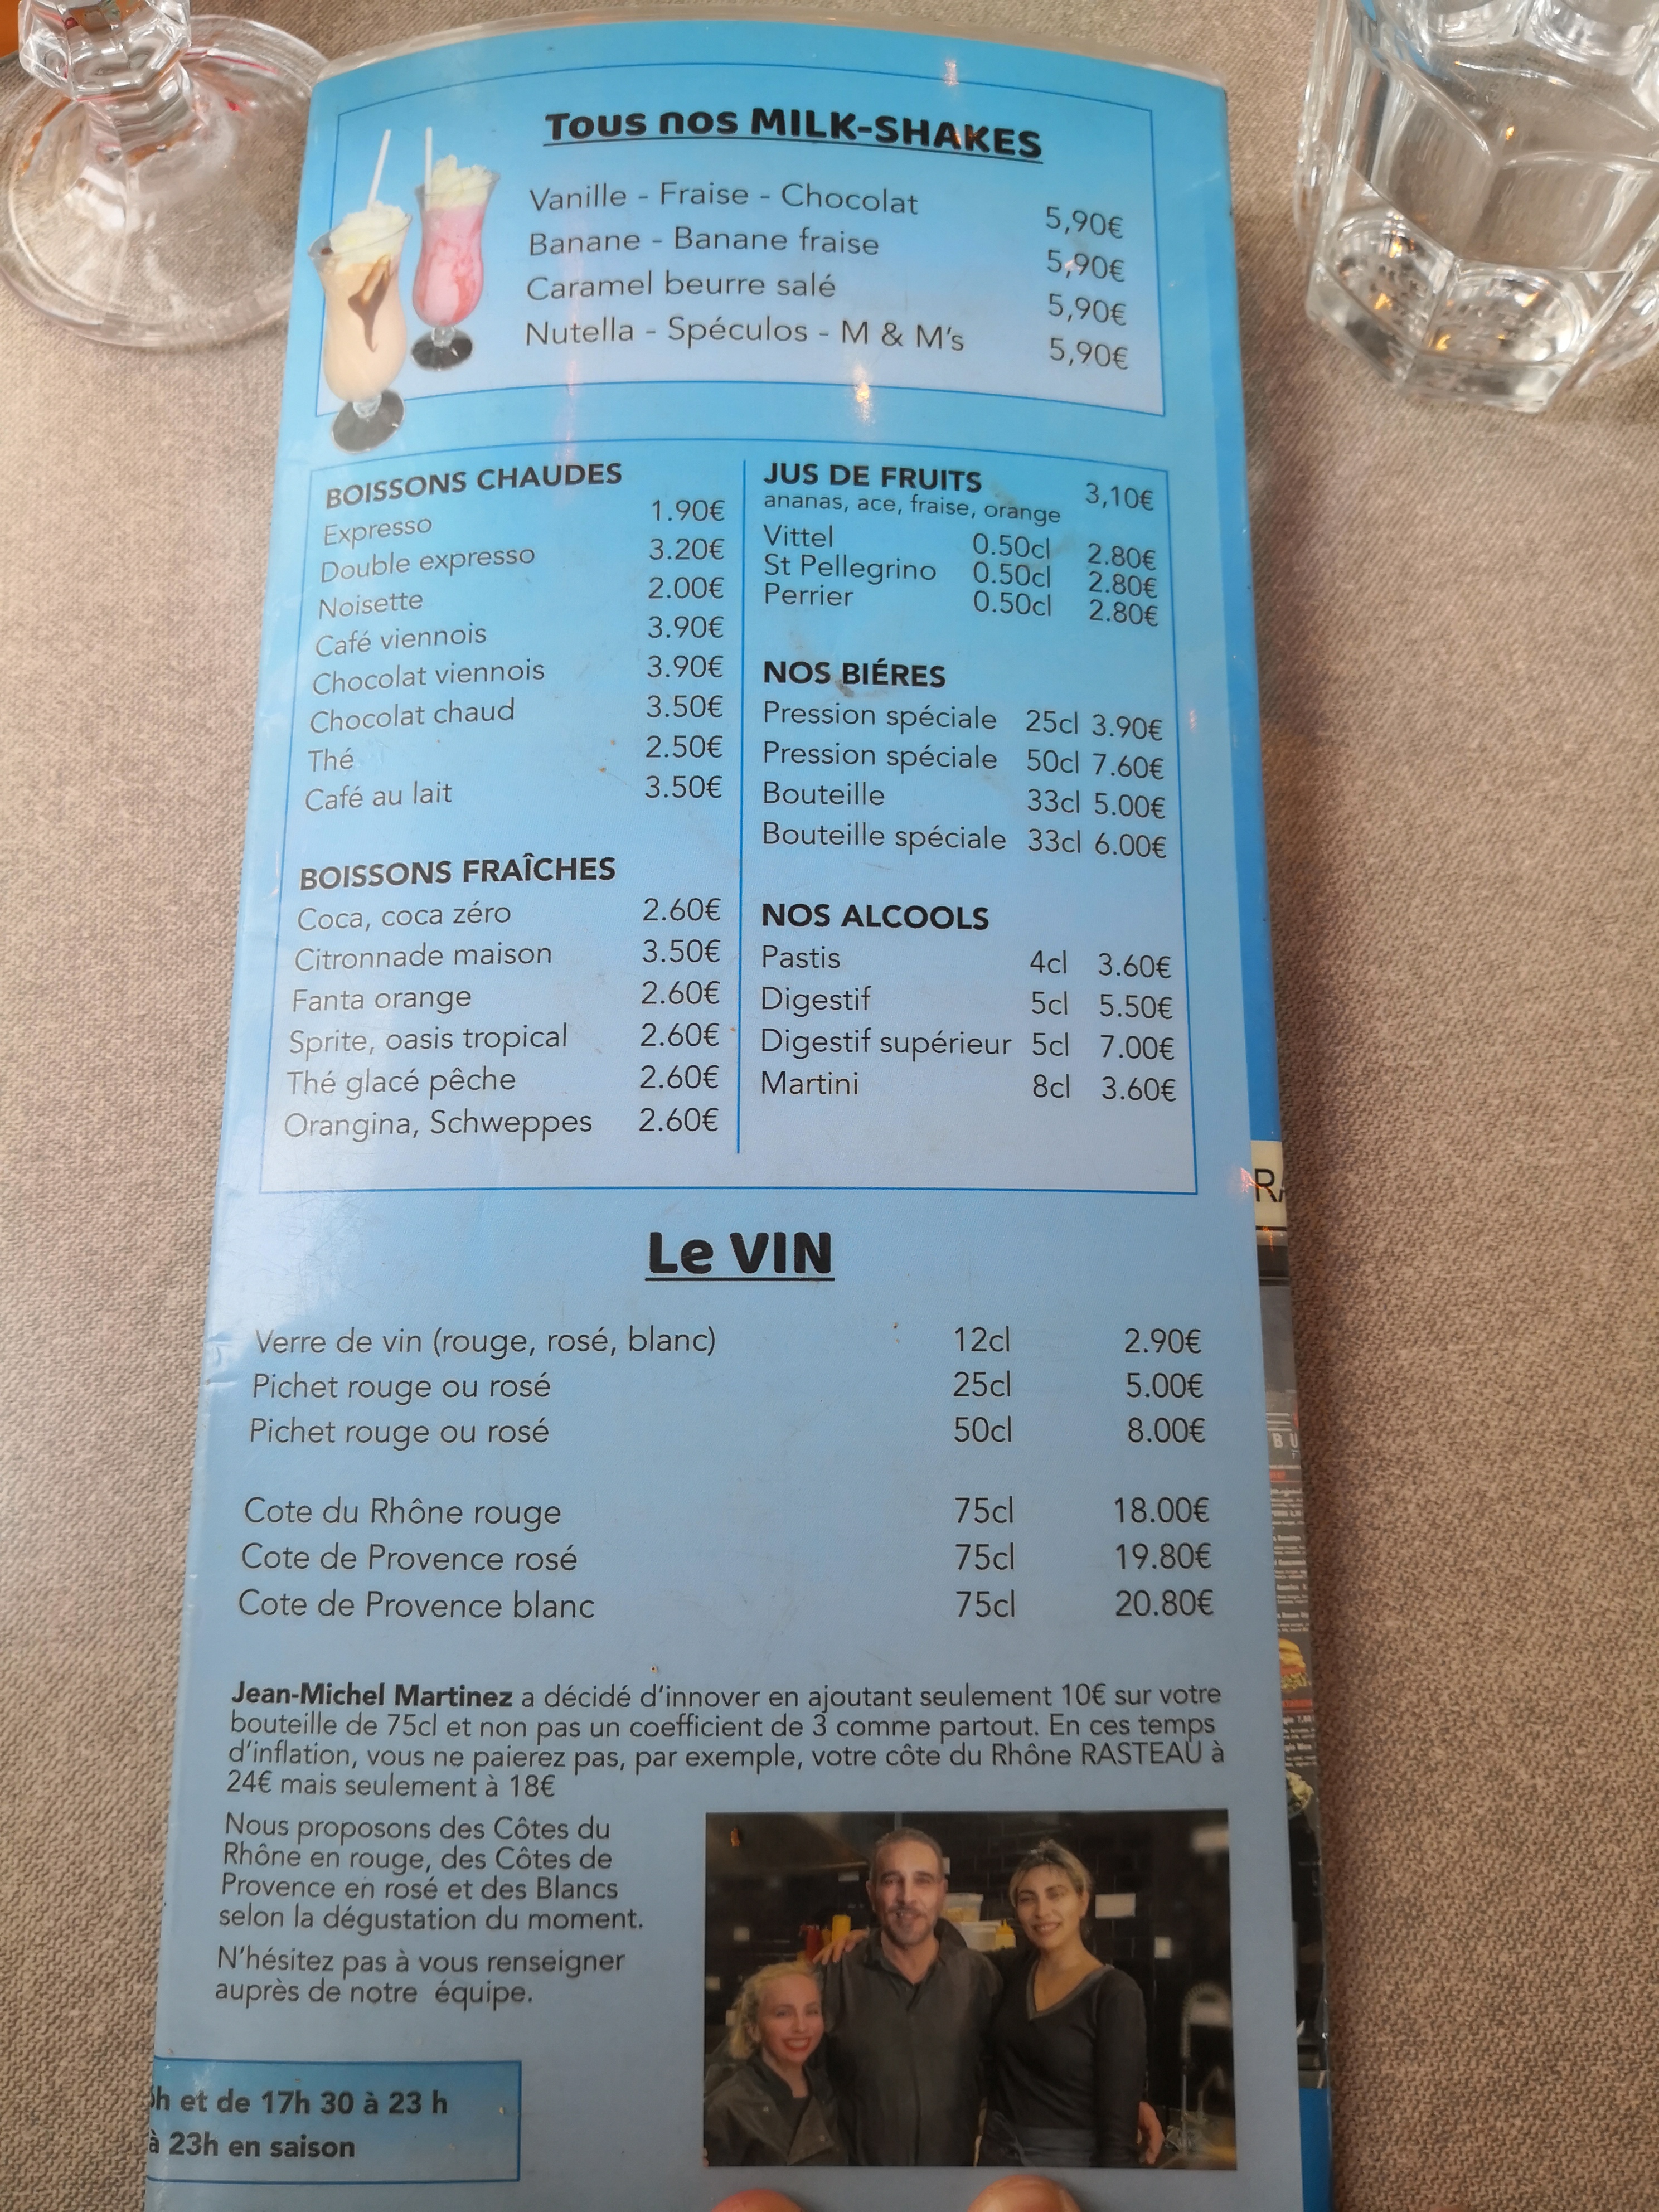 Tous nos MILK-SHAKES
Vanille - Fraise - Chocolat 5,90€
Banane - Banane fraise 5,90€
Caramel beurre salé 5,90€
Nutella - Spéculos - M & M's 5,90€
BOISSONS CHAUDES
Expresso 1.90€
Double expresso 3.20€
Noisette 2.00€
Café viennois 3.90€
Chocolat viennois 3.90€
Chocolat chaud 3.50€
Thé 2.50€
Café au lait 3.50€
BOISSONS FRAÎCHES
Coca, coca zéro 2.60€
Citronnade maison 3.50€
Fanta orange 2.60€
Sprite, oasis tropical 2.60€
Thé glacé pêche 2.60€
Orangina, Schweppes 2.60€
JUS DE FRUITS 3,10€
ananas, ace, fraise, orange
Vittel 0.50cl 2.80€
St Pellegrino 0.50cl 2.80€
Perrier 0.50cl 2.80€
NOS BIÉRES
Pression spéciale 25cl 3.90€
Pression spéciale 50cl 7.60€
Bouteille 33cl 5.00€
Bouteille spéciale 33cl 6.00€
NOS ALCOOLS
Pastis 4cl 3.60€
Digestif 5cl 5.50€
Digestif supérieur 5cl 7.00€
Martini 8cl 3.60€
Le VIN
Verre de vin (rouge, rosé, blanc) 12cl 2.90€
Pichet rouge ou rosé 25cl 5.00€
Pichet rouge ou rosé 50cl 8.00€
Cote du Rhône rouge 75cl 18.00€
Cote de Provence rosé 75cl 19.80€
Cote de Provence blanc 75cl 20.80€
Jean-Michel Martinez a décidé d'innover en ajoutant seulement 10€ sur votre
bouteille de 75cl et non pas un coefficient de 3 comme partout. En ces temps
d'inflation, vous ne paierez pas, par exemple, votre côte du Rhône RASTEAU à
24€ mais seulement à 18€
Nous proposons des Côtes du
Rhône en rouge, des Côtes de
Provence en rosé et des Blancs
selon la dégustation du moment.
N'hésitez pas à vous renseigner
auprès de notre équipe.
h et de 17h 30 à 23 h
à 23h en saison